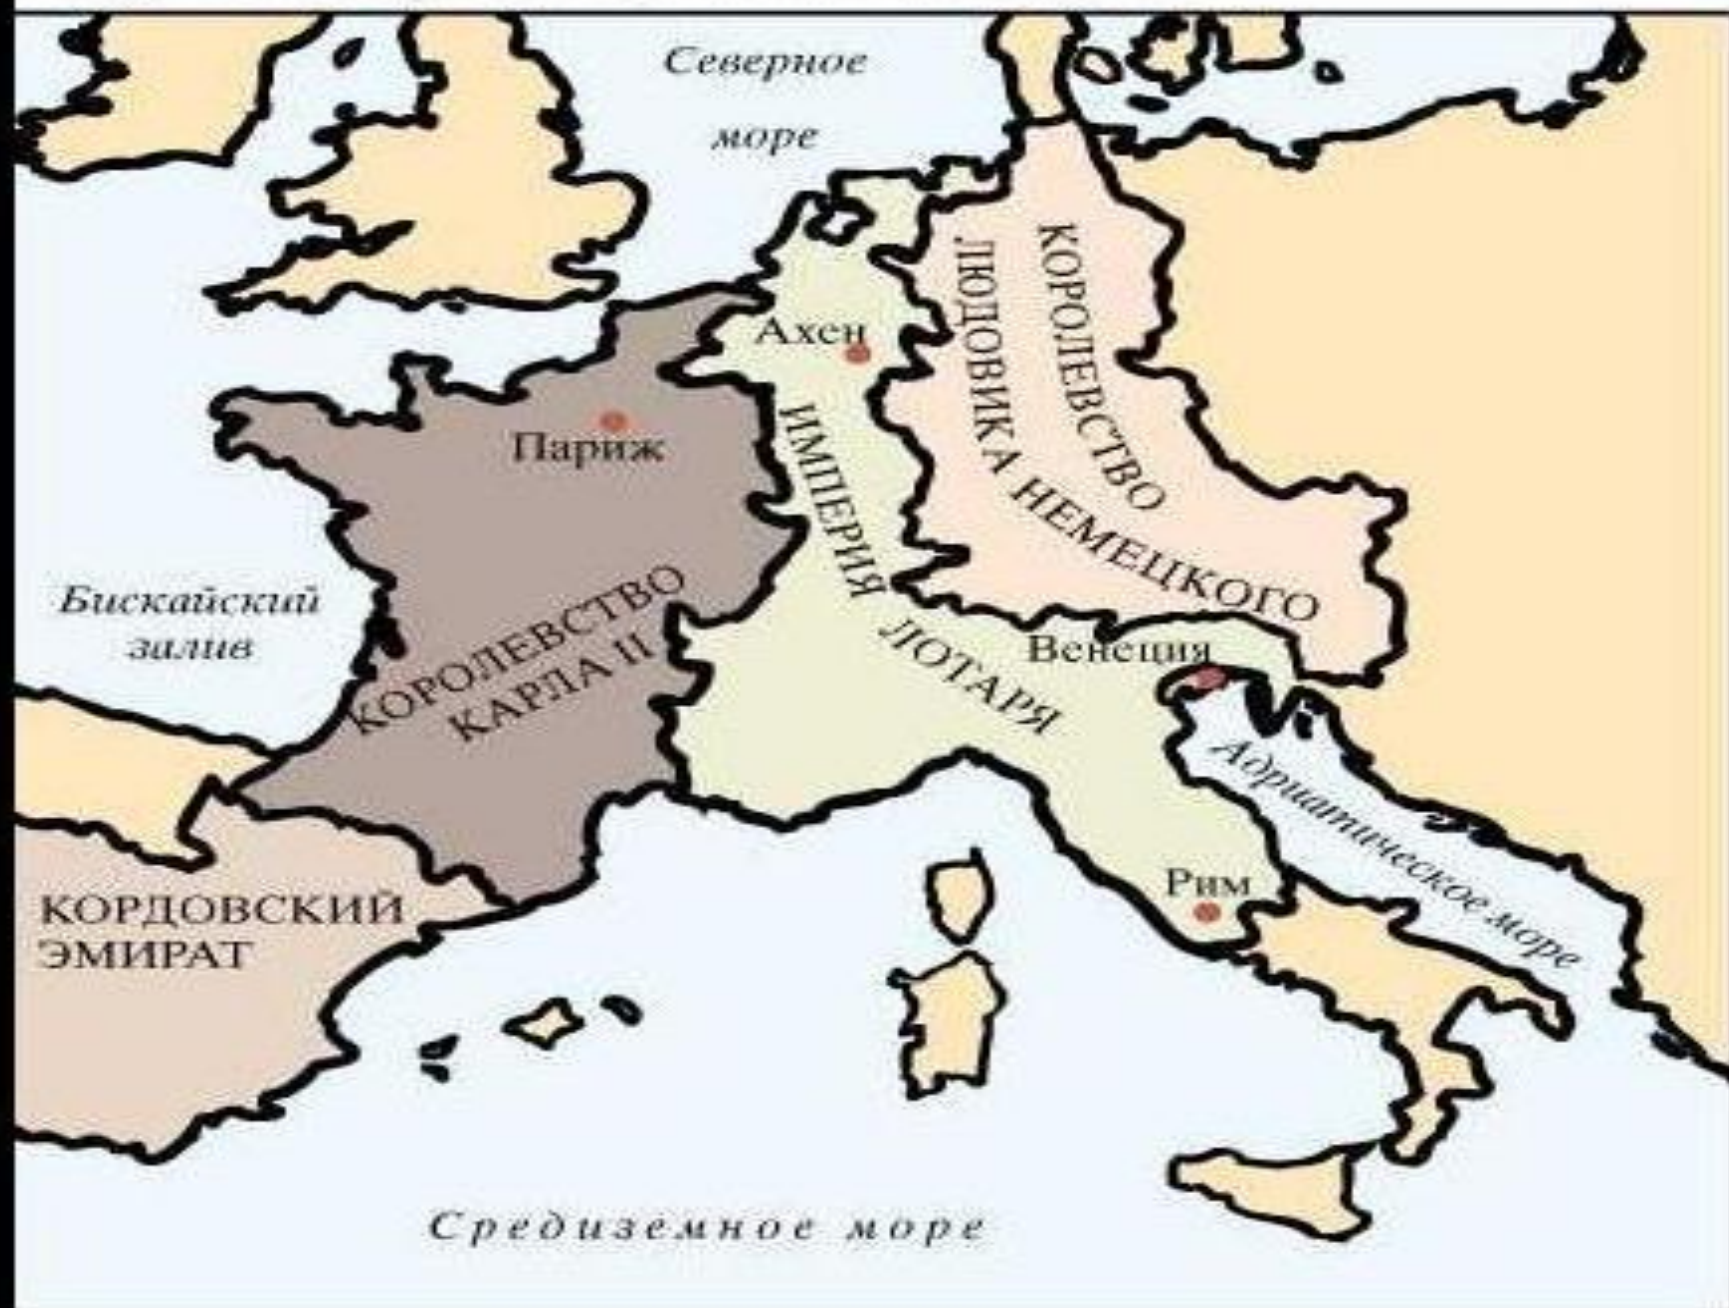 Северное
море
Ахен
КОРОЛЕВСТВО
ЛЮДОВИКА НЕМЕЦКОГО
Париж
ИМПЕРИЯ
ЛОТАРЯ
Бискайский
залив
КОРОЛЕВСТВО
КАРЛА II
Венеция
Адриатическое море
Рим
КОРДОВСКИЙ
ЭМИРАТ
Средиземное море